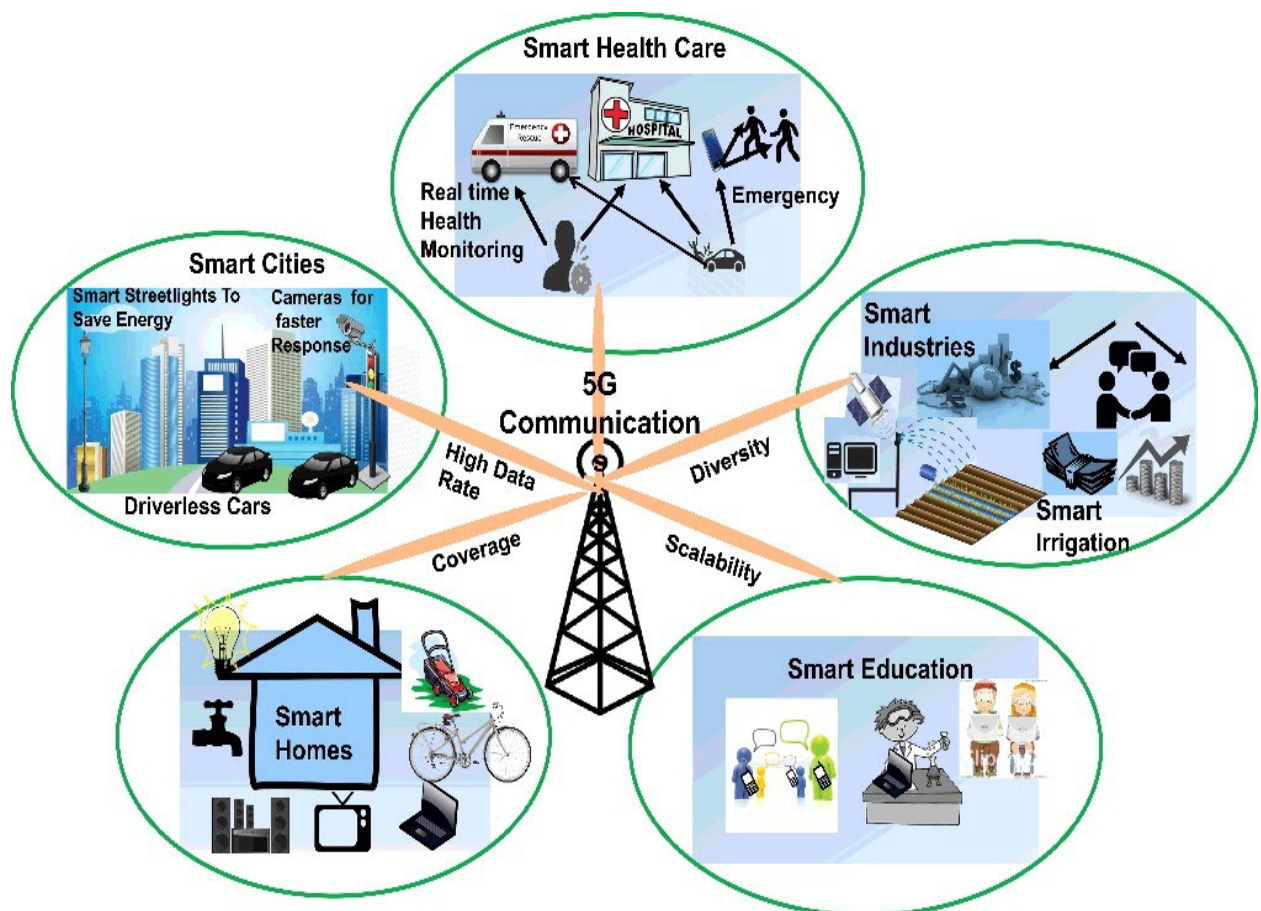 Smart Health Care
Emergency
Rescue
HOSPITAL
Real time
Health
Monitoring
Emergency
Smart Cities
Smart Streetlights To
Save Energy
Cameras for
faster
Response
Driverless Cars
Smart
Industries
Smart
Irrigation
5G
Communication
High Data
Rate
Diversity
Coverage
Scalability
Smart
Homes
Smart Education